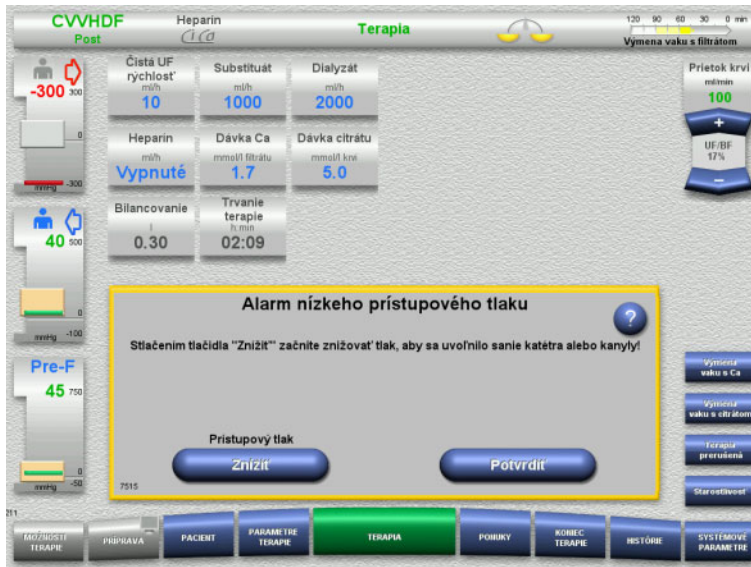 CVVHDF
Post
Heparin
CiCa
Terapia
120 90 60 30 0 min
Výmena vaku s filtrátom
-300 300
0
-300
mmHg
40 500
0
-100
mmHg
Pre-F
45 750
0
-50
mmHg
Čistá UF
rýchlosť
ml/h
10
Substituát
ml/h
1000
Dialyzát
ml/h
2000
Heparin
ml/h
Vypnuté
Dávka Ca
mmol/l filtrátu
1.7
Dávka citrátu
mmol/l krvi
5.0
Bilancovanie
l
0.30
Trvanie
terapie
h:min
02:09
Prietok krvi
ml/min
100
+
UF/BF
17%
−
Alarm nízkeho prístupového tlaku
?
Stlačením tlačidla "Znížiť" začnite znižovať tlak, aby sa uvoľnilo sanie katétra alebo kanyly!
Prístupový tlak
Znížiť
Potvrdiť
7515
Výmena
vaku s Ca
Výmena
vaku s citrátom
Terapia
prerušená
Starostlivosť
211
MOŽNOSTI
TERAPIE
PRÍPRAVA
PACIENT
PARAMETRE
TERAPIE
TERAPIA
PONUKY
KONIEC
TERAPIE
HISTÓRIE
SYSTÉMOVÉ
PARAMETRE